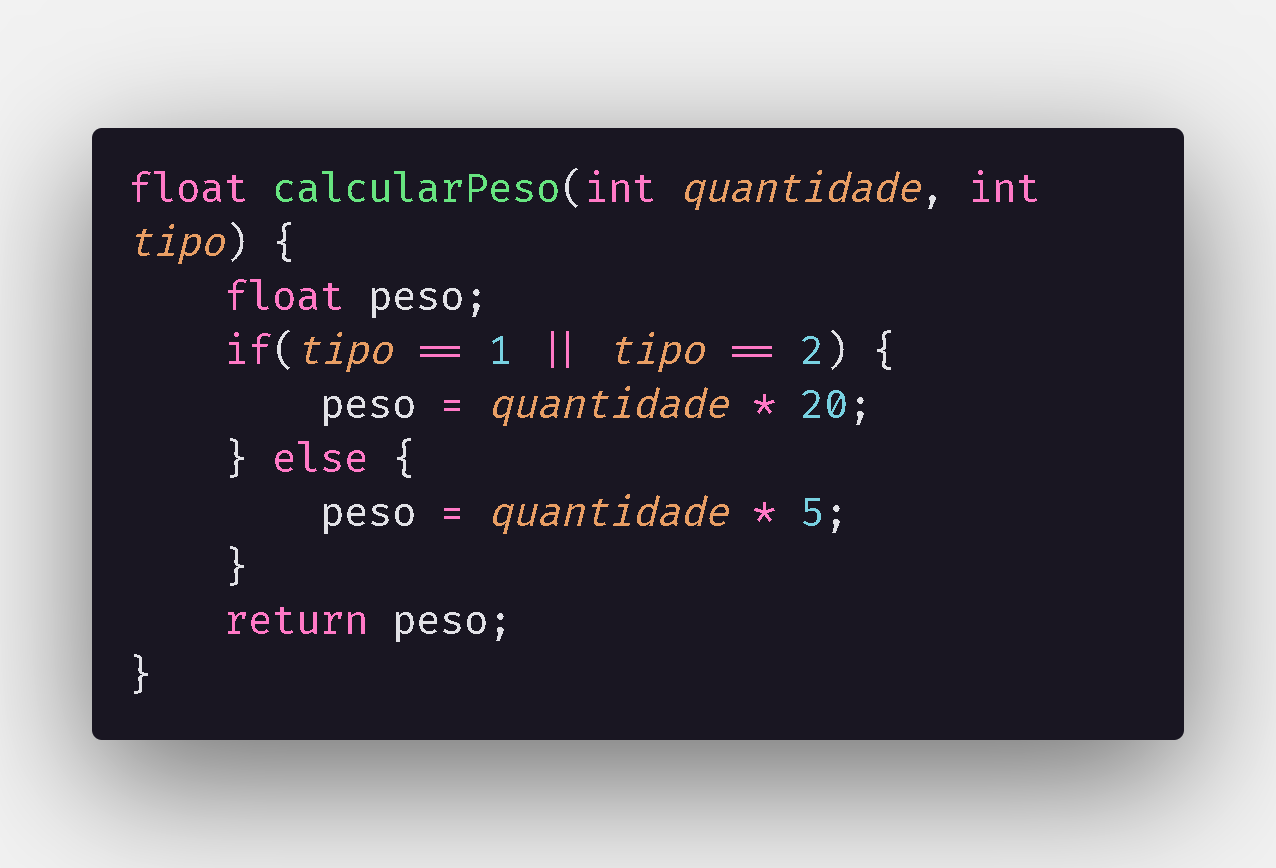 float calcularPeso(int quantidade, int
tipo) {
    float peso;
    if(tipo == 1 || tipo == 2) {
        peso = quantidade * 20;
    } else {
        peso = quantidade * 5;
    }
    return peso;
}